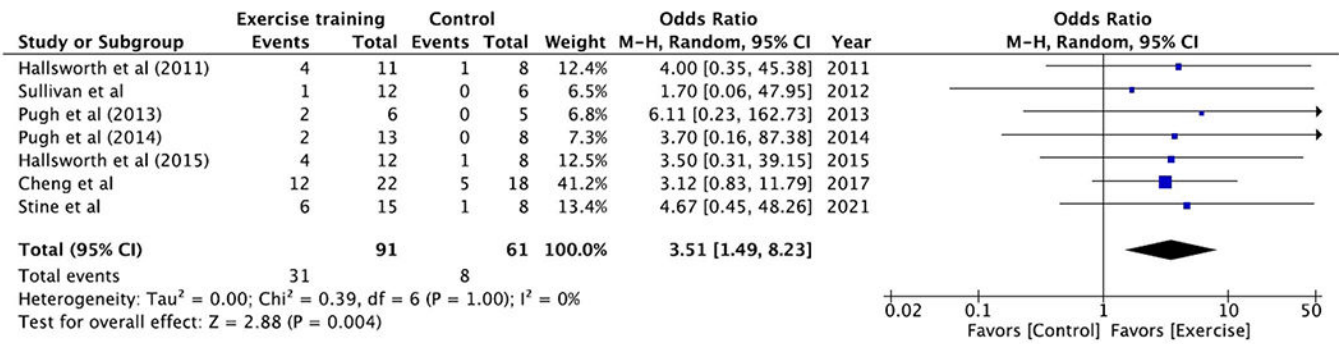 Exercise training Control Odds Ratio Odds Ratio
Study or Subgroup Events Total Events Total Weight M-H, Random, 95% CI Year M-H, Random, 95% CI
Hallsworth et al (2011) 4 11 1 8 12.4% 4.00 [0.35, 45.38] 2011
Sullivan et al 1 12 0 6 6.5% 1.70 [0.06, 47.95] 2012
Pugh et al (2013) 2 6 0 5 6.8% 6.11 [0.23, 162.73] 2013
Pugh et al (2014) 2 13 0 8 7.3% 3.70 [0.16, 87.38] 2014
Hallsworth et al (2015) 4 12 1 8 12.5% 3.50 [0.31, 39.15] 2015
Cheng et al 12 22 5 18 41.2% 3.12 [0.83, 11.79] 2017
Stine et al 6 15 1 8 13.4% 4.67 [0.45, 48.26] 2021
Total (95% CI) 91 61 100.0% 3.51 [1.49, 8.23]
Total events 31 8
Heterogeneity: Tau² = 0.00; Chi² = 0.39, df = 6 (P = 1.00); I² = 0%
Test for overall effect: Z = 2.88 (P = 0.004)
0.02 0.1 1 10 50
Favors [Control] Favors [Exercise]